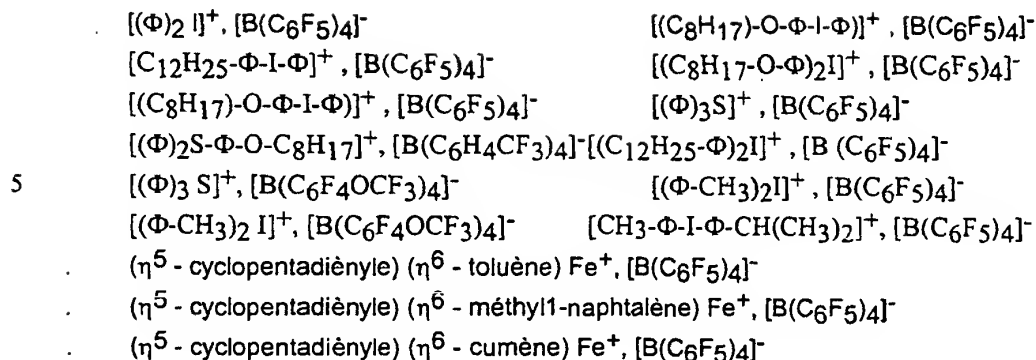 . [(Φ)2 I]+, [B(C6F5)4]- [(C8H17)-O-Φ-I-Φ)]+ , [B(C6F5)4]-
[C12H25-Φ-I-Φ]+ , [B(C6F5)4]- [(C8H17-O-Φ)2I]+ , [B(C6F5)4]-
[(C8H17)-O-Φ-I-Φ)]+ , [B(C6F5)4]- [(Φ)3S]+ , [B(C6F5)4]-
[(Φ)2S-Φ-O-C8H17]+, [B(C6H4CF3)4]-[(C12H25-Φ)2I]+ , [B (C6F5)4]-
5 [(Φ)3 S]+, [B(C6F4OCF3)4]- [(Φ-CH3)2I]+ , [B(C6F5)4]-
[(Φ-CH3)2 I]+, [B(C6F4OCF3)4]- [CH3-Φ-I-Φ-CH(CH3)2]+, [B(C6F5)4]-
. (η5 - cyclopentadiènyle) (η6 - toluène) Fe+, [B(C6F5)4]-
. (η5 - cyclopentadiènyle) (η6 - méthyl1-naphtalène) Fe+, [B(C6F5)4]-
. (η5 - cyclopentadiènyle) (η6 - cumène) Fe+, [B(C6F5)4]-